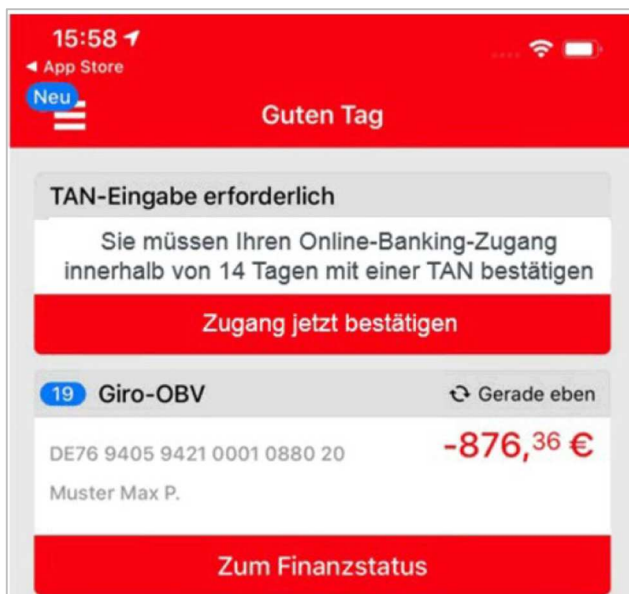 15:58
App Store
Neu
Guten Tag
TAN-Eingabe erforderlich
Sie müssen Ihren Online-Banking-Zugang
innerhalb von 14 Tagen mit einer TAN bestätigen
Zugang jetzt bestätigen
19 Giro-OBV Gerade eben
DE76 9405 9421 0001 0880 20 -876,36 €
Muster Max P.
Zum Finanzstatus